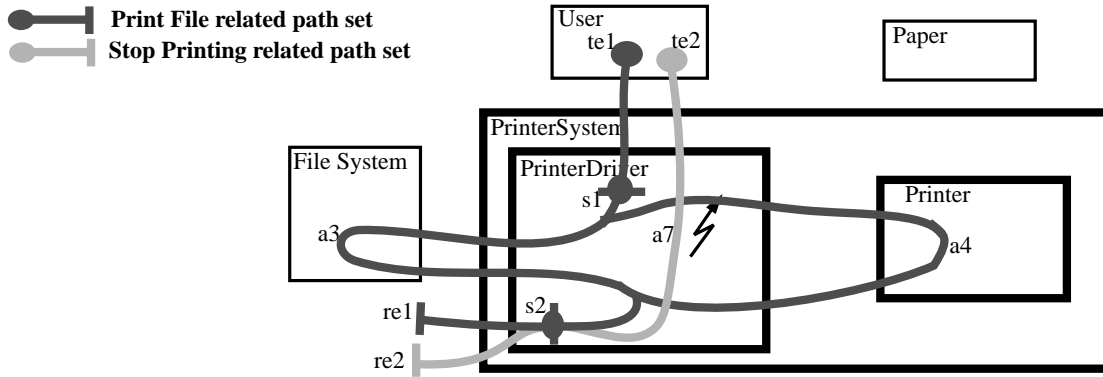 Print File related path set
Stop Printing related path set
User
te1
te2
Paper
PrinterSystem
File System
PrinterDriver
s1
Printer
a3
a7
a4
s2
re1
re2